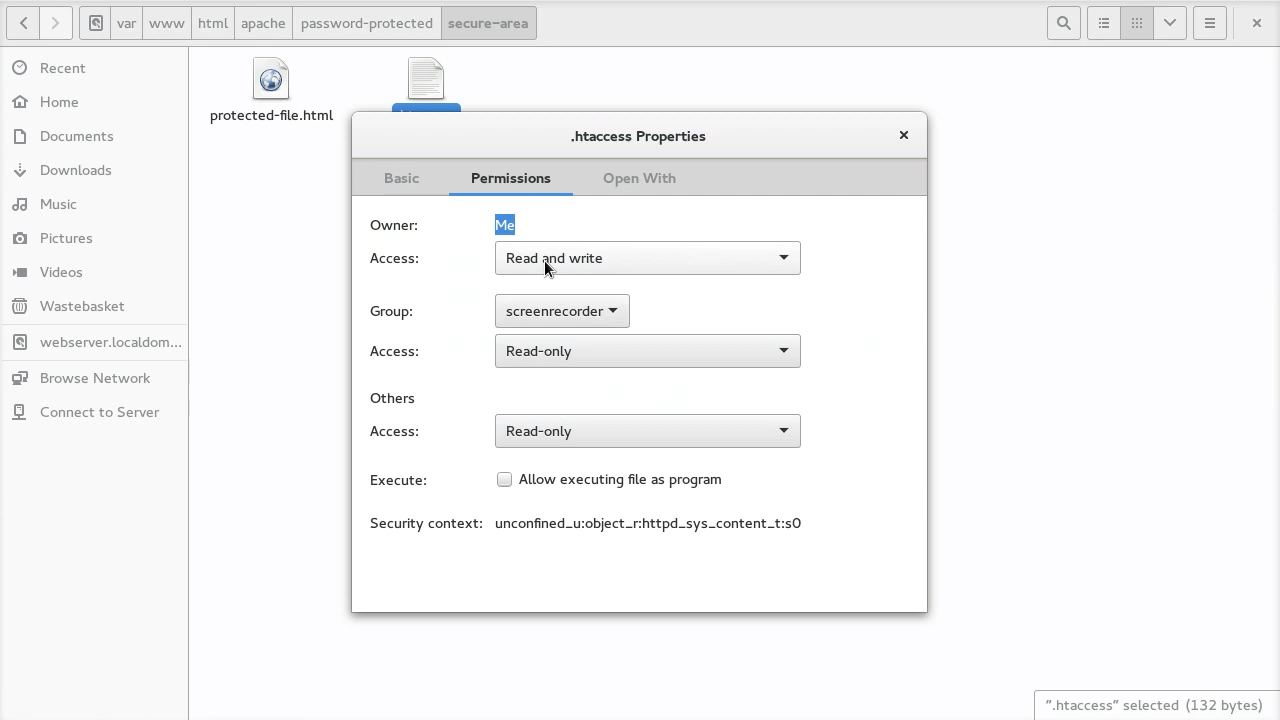 var www html apache password-protected secure-area
Recent
Home
Documents
Downloads
Music
Pictures
Videos
Wastebasket
webserver.localdom...
Browse Network
Connect to Server
protected-file.html
.htaccess Properties
Basic Permissions Open With
Owner: Me
Access: Read and write
Group: screenrecorder
Access: Read-only
Others
Access: Read-only
Execute: Allow executing file as program
Security context: unconfined_u:object_r:httpd_sys_content_t:s0
".htaccess" selected (132 bytes)